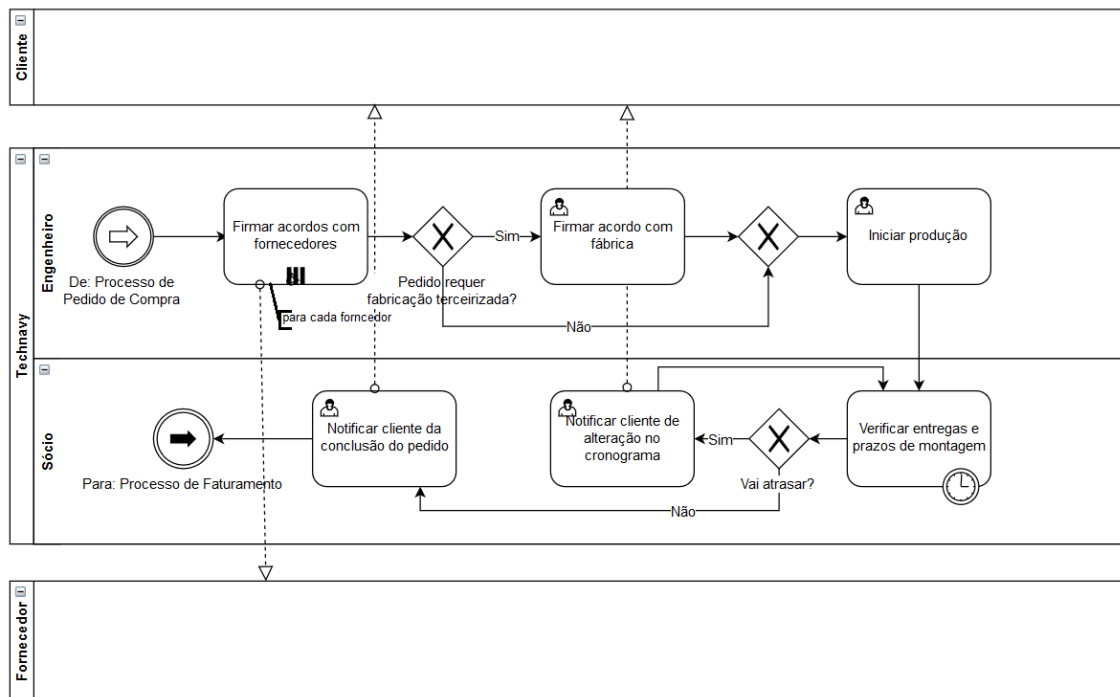 Cliente
Technavy
Engenheiro
De: Processo de
Pedido de Compra
Firmar acordos com
fornecedores
para cada forncedor
Pedido requer
fabricação terceirizada?
Sim
Não
Firmar acordo com
fábrica
Iniciar produção
Sócio
Verificar entregas e
prazos de montagem
Vai atrasar?
Sim
Não
Notificar cliente de
alteração no
cronograma
Notificar cliente da
conclusão do pedido
Para: Processo de Faturamento
Fornecedor